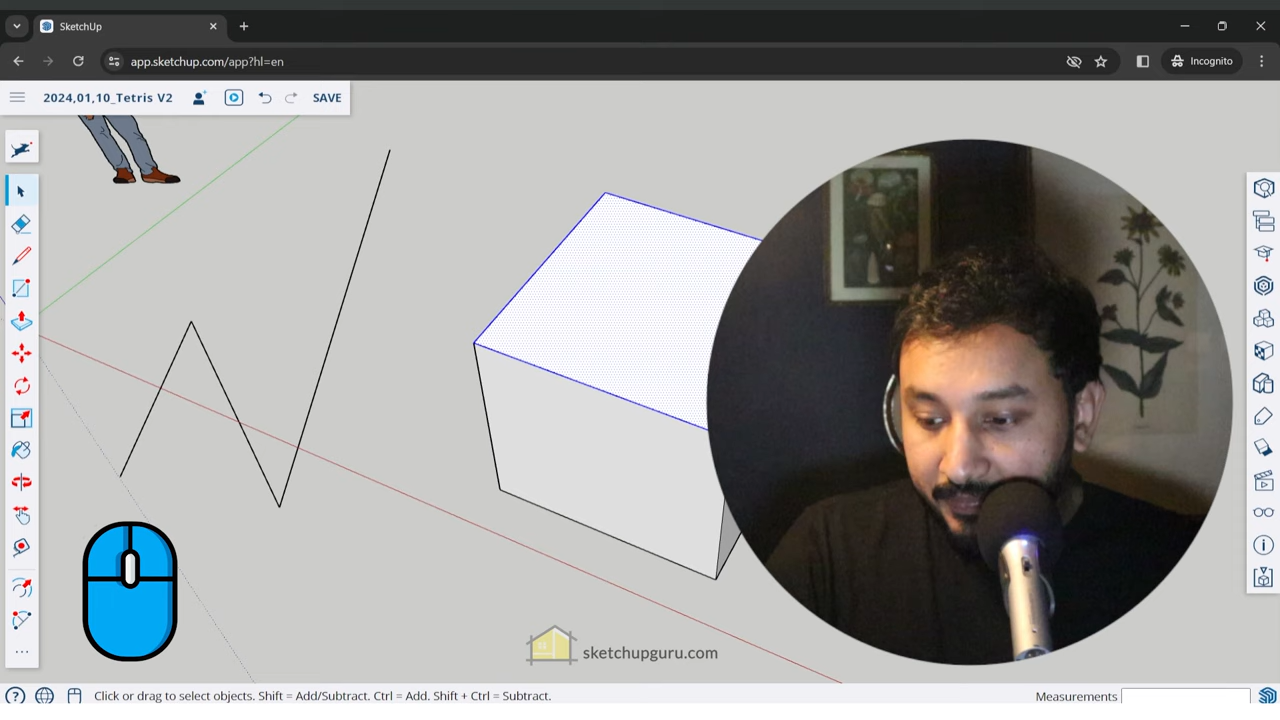 SketchUp
app.sketchup.com/app?hl=en
Incognito
2024,01,10_Tetris V2
SAVE
sketchupguru.com
Click or drag to select objects. Shift = Add/Subtract. Ctrl = Add. Shift + Ctrl = Subtract.
Measurements